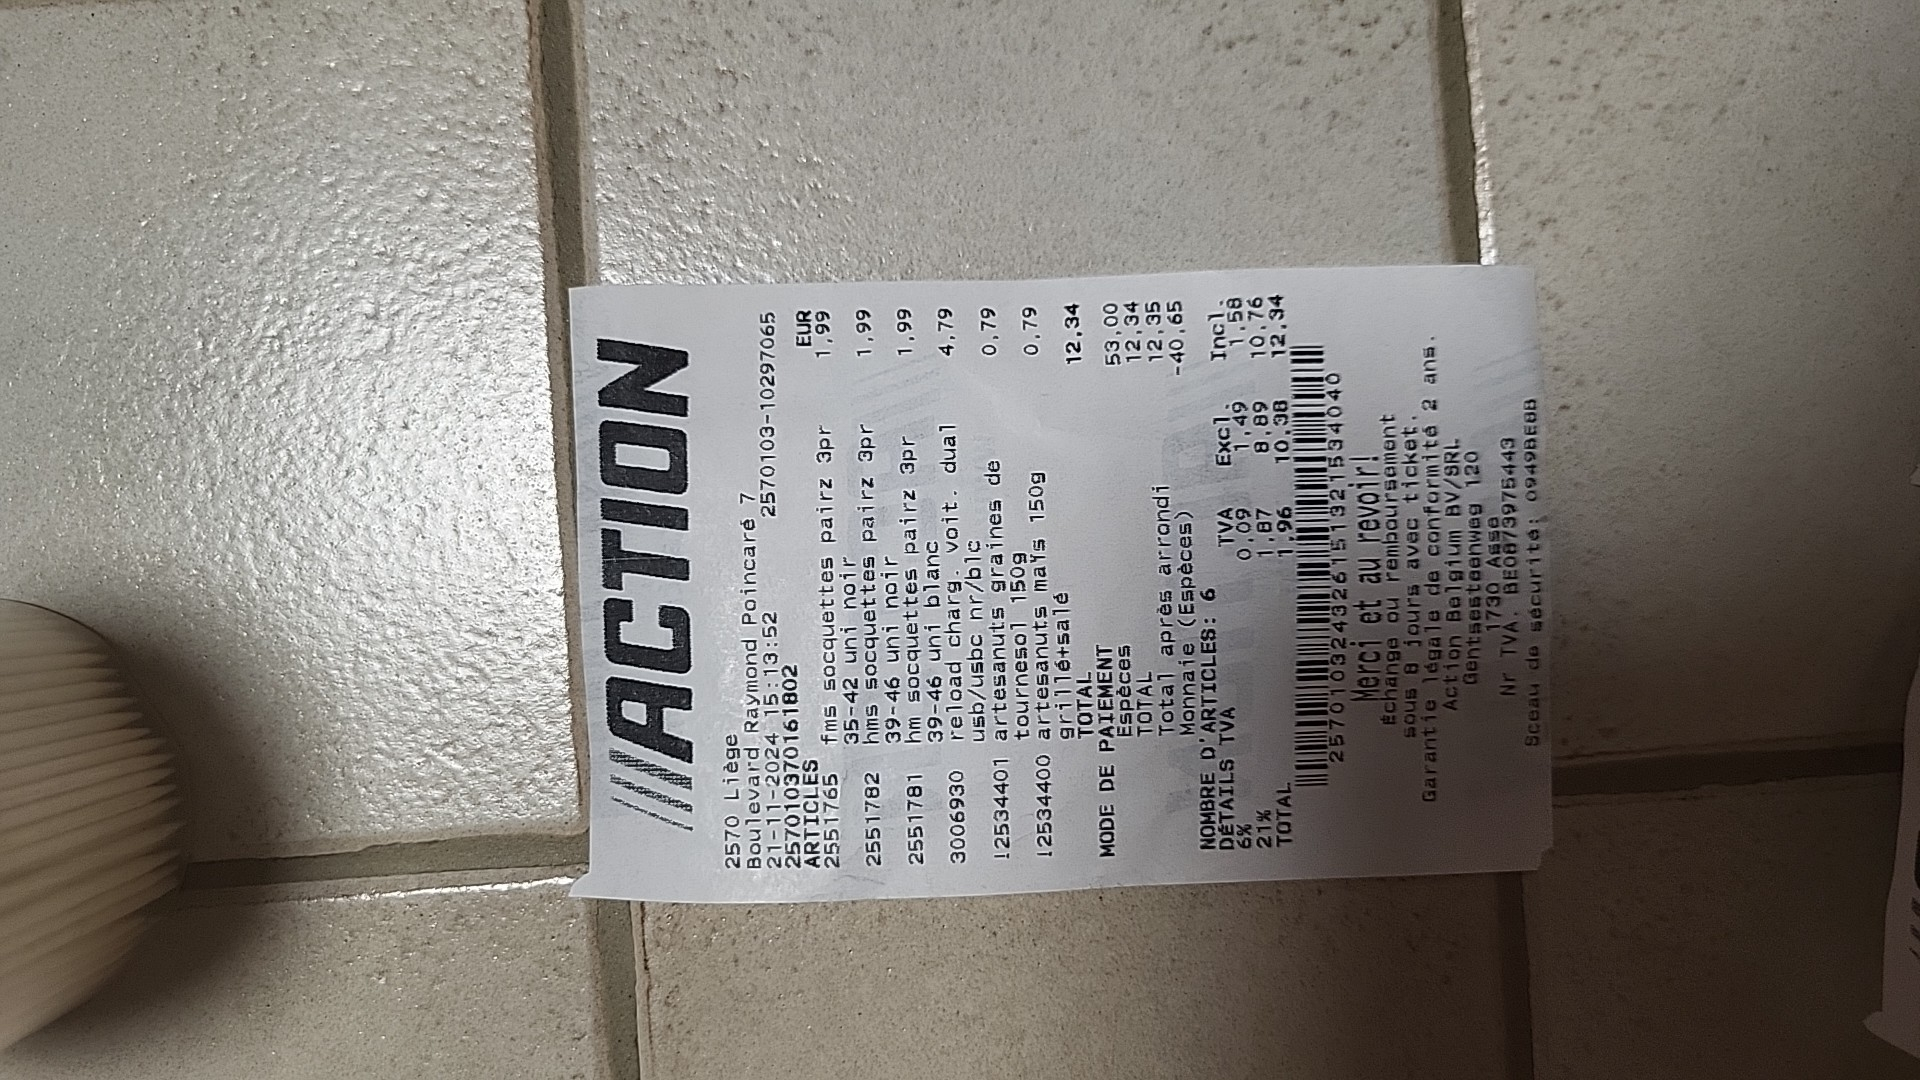 ///ACTION
2570 Liège
Boulevard Raymond Poincaré 7
21-11-2024 15:13:52 2570103-10297065
257010370161802
ARTICLES EUR
2551765 fms socquettes pairz 3pr 1,99
35-42 uni noir
2551782 hms socquettes pairz 3pr 1,99
39-46 uni noir
2551781 hm socquettes pairz 3pr 1,99
39-46 uni blanc
3006930 reload charg. voit. dual 4,79
usb/usbc nr/blc
12534401 artesanuts graines de 0,79
tournesol 150g
12534400 artesanuts maïs 150g 0,79
grillé+salé
TOTAL 12,34
MODE DE PAIEMENT
Espèces 53,00
TOTAL 12,34
Total après arrondi 12,35
Monnaie (Espèces) -40,65
NOMBRE D'ARTICLES: 6
DÉTAILS TVA TVA Excl. Incl.
6% 0,09 1,49 1,58
21% 1,87 8,89 10,76
TOTAL 1,96 10,38 12,34
25701032432615132153404​0
Merci et au revoir!
Échange ou remboursement
sous 8 jours avec ticket.
Garantie légale de conformité 2 ans.
Action Belgium BV/SRL
Gentsesteenweg 120
1730 Asse
Nr TVA. BE0873975443
Sceau de sécurité: 0949BEBB